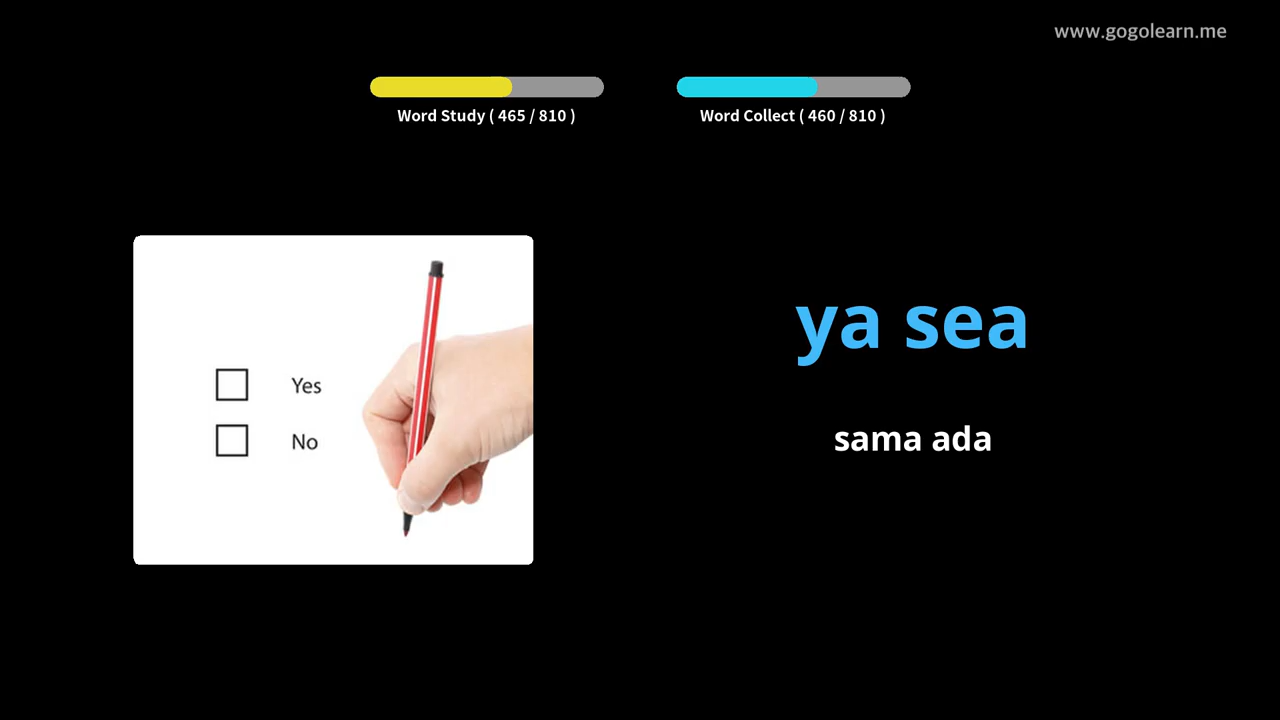 www.gogolearn.me
Word Study ( 465 / 810 )
Word Collect ( 460 / 810 )
Yes
No
ya sea
sama ada